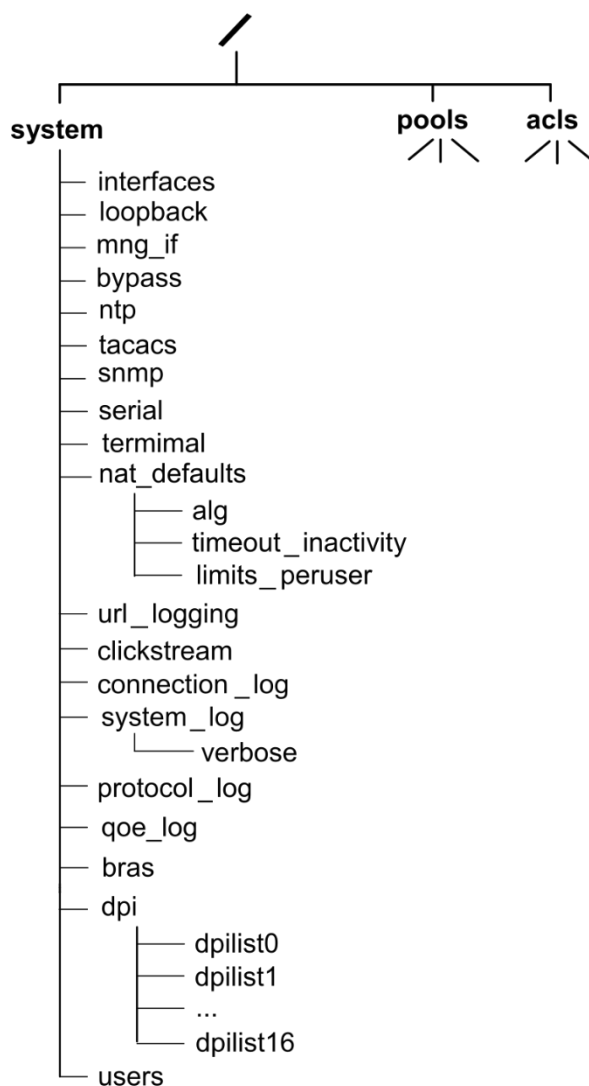 /
system pools acls
interfaces
loopback
mng_if
bypass
ntp
tacacs
snmp
serial
termimal
nat_defaults
alg
timeout_inactivity
limits_peruser
url_logging
clickstream
connection_log
system_log
verbose
protocol_log
qoe_log
bras
dpi
dpilist0
dpilist1
...
dpilist16
users